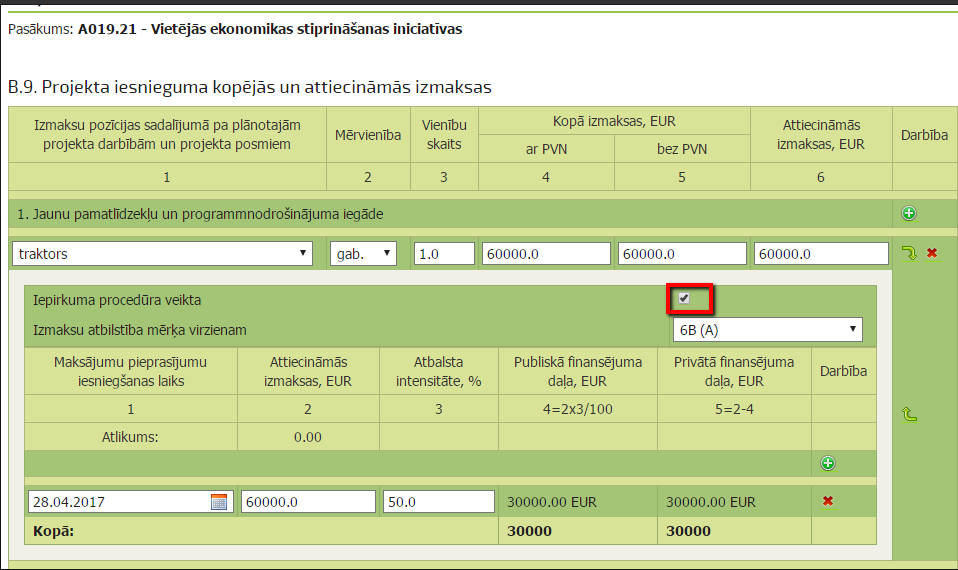 Pasākums: A019.21 - Vietējās ekonomikas stiprināšanas iniciatīvas
B.9. Projekta iesnieguma kopējās un attiecināmās izmaksas
Izmaksu pozīcijas sadalījumā pa plānotajām
projekta darbībām un projekta posmiem
Mērvienība
Vienību
skaits
Kopā izmaksas, EUR
ar PVN
bez PVN
Attiecināmās
izmaksas, EUR
Darbība
1 2 3 4 5 6
1. Jaunu pamatlīdzekļu un programmnodrošinājuma iegāde
traktors gab. 1.0 60000.0 60000.0 60000.0
Iepirkuma procedūra veikta
Izmaksu atbilstība mērķa virzienam 6B (A)
Maksājumu pieprasījumu
iesniegšanas laiks
Attiecināmās
izmaksas, EUR
Atbalsta
intensitāte, %
Publiskā finansējuma
daļa, EUR
Privātā finansējuma
daļa, EUR
Darbība
1 2 3 4=2x3/100 5=2-4
Atlikums: 0.00
28.04.2017 60000.0 50.0 30000.00 EUR 30000.00 EUR
Kopā: 30000 30000